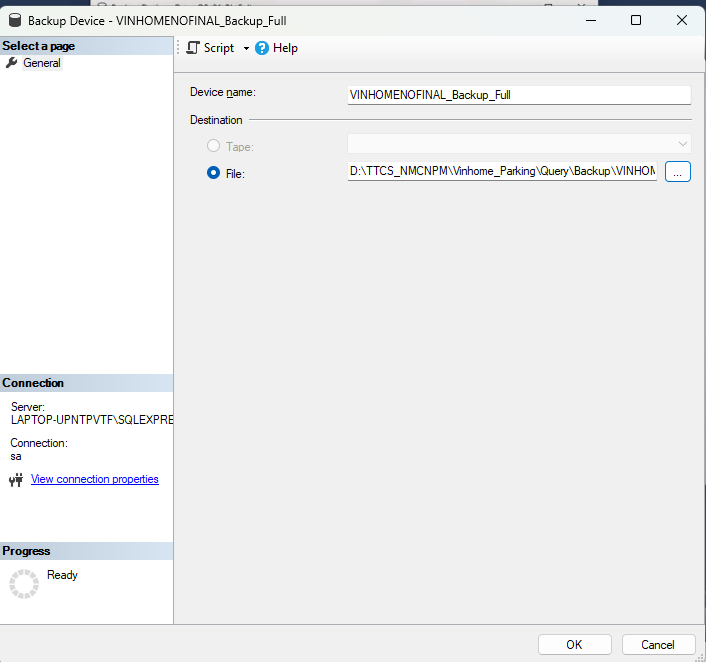 Backup Device - VINHOMENOFINAL_Backup_Full
Select a page
General
Script
Help
Device name:
VINHOMENOFINAL_Backup_Full
Destination
Tape:
File:
D:\TTCS_NMCNPM\Vinhome_Parking\Query\Backup\VINHOM
...
Connection
Server:
LAPTOP-UPNTPVTF\SQLEXPRE
Connection:
sa
View connection properties
Progress
Ready
OK
Cancel